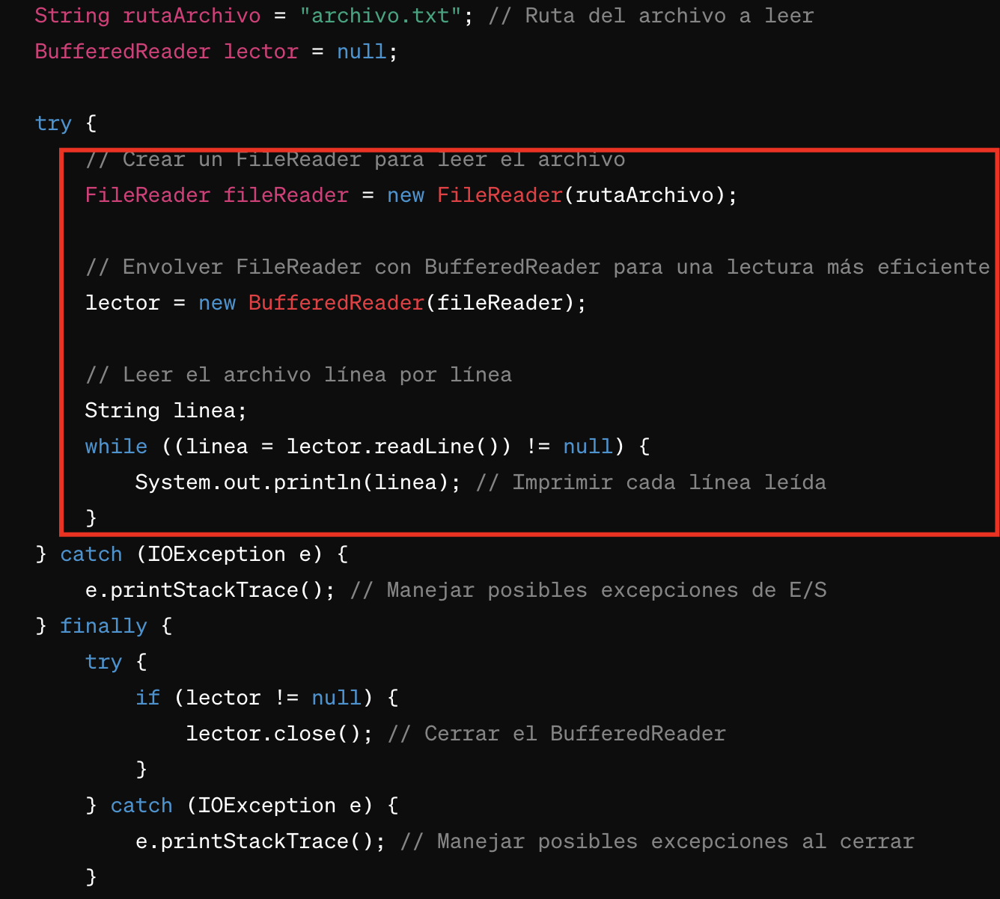 String rutaArchivo = "archivo.txt"; // Ruta del archivo a leer
BufferedReader lector = null;
try {
// Crear un FileReader para leer el archivo
FileReader fileReader = new FileReader(rutaArchivo);
// Envolver FileReader con BufferedReader para una lectura más eficiente
lector = new BufferedReader(fileReader);
// Leer el archivo línea por línea
String linea;
while ((linea = lector.readLine()) != null) {
System.out.println(linea); // Imprimir cada línea leída
}
} catch (IOException e) {
e.printStackTrace(); // Manejar posibles excepciones de E/S
} finally {
try {
if (lector != null) {
lector.close(); // Cerrar el BufferedReader
}
} catch (IOException e) {
e.printStackTrace(); // Manejar posibles excepciones al cerrar
}